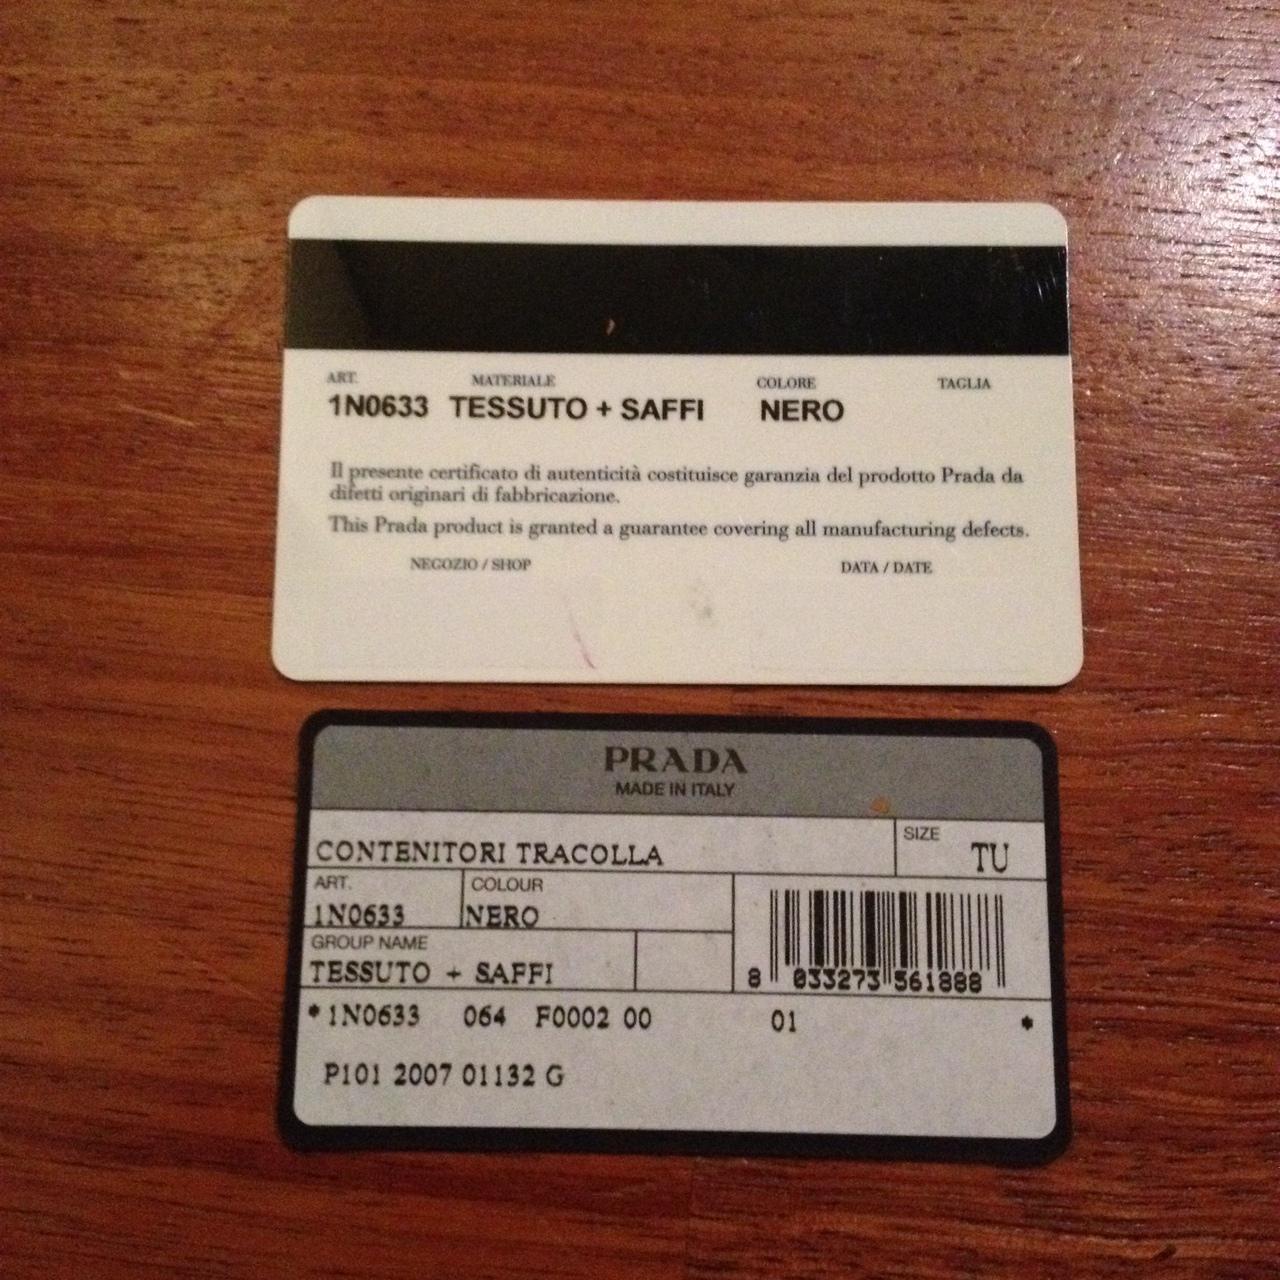 ART. MATERIALE COLORE TAGLIA
1N0633 TESSUTO + SAFFI NERO
Il presente certificato di autenticità costituisce garanzia del prodotto Prada da
difetti originari di fabbricazione.
This Prada product is granted a guarantee covering all manufacturing defects.
NEGOZIO / SHOP DATA / DATE
PRADA
MADE IN ITALY
CONTENITORI TRACOLLA
SIZE
TU
ART.
1N0633
COLOUR
NERO
GROUP NAME
TESSUTO + SAFFI
8 033273 561888
*1N0633 064 F0002 00 01 *
P101 2007 01132 G